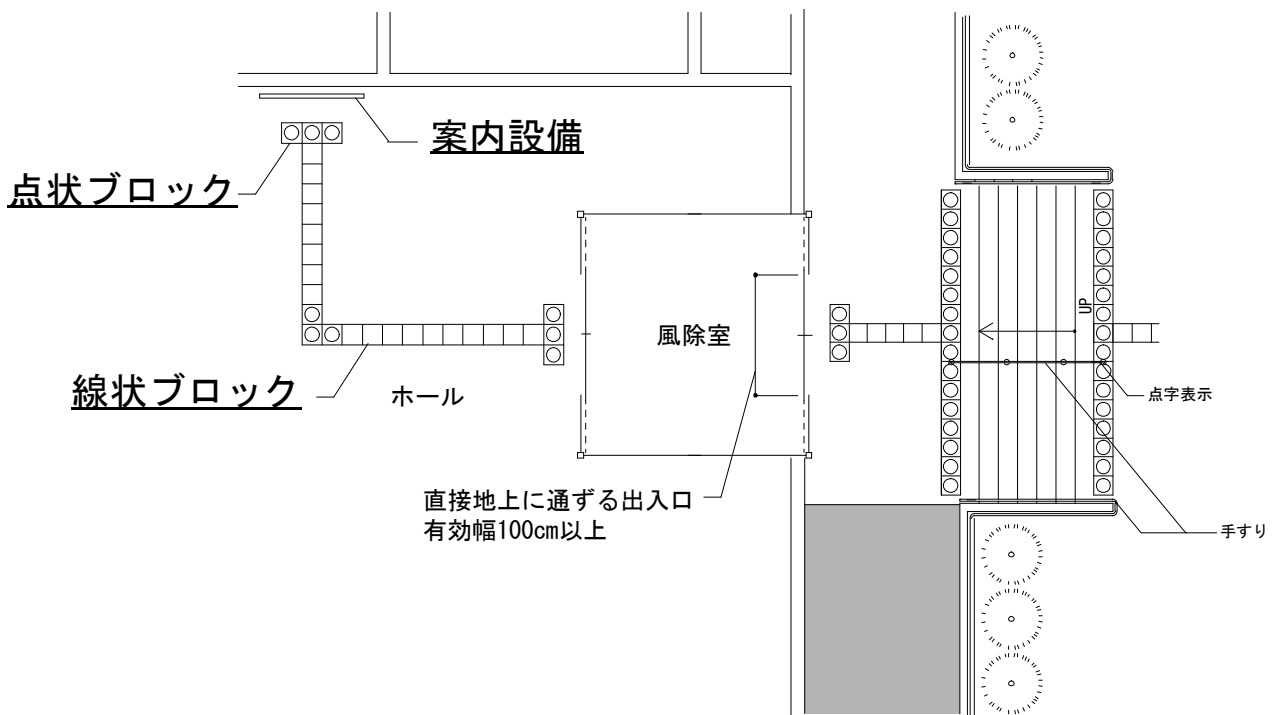 案内設備
点状ブロック
風除室
UP
線状ブロック
ホール
点字表示
直接地上に通ずる出入口
有効幅100cm以上
手すり